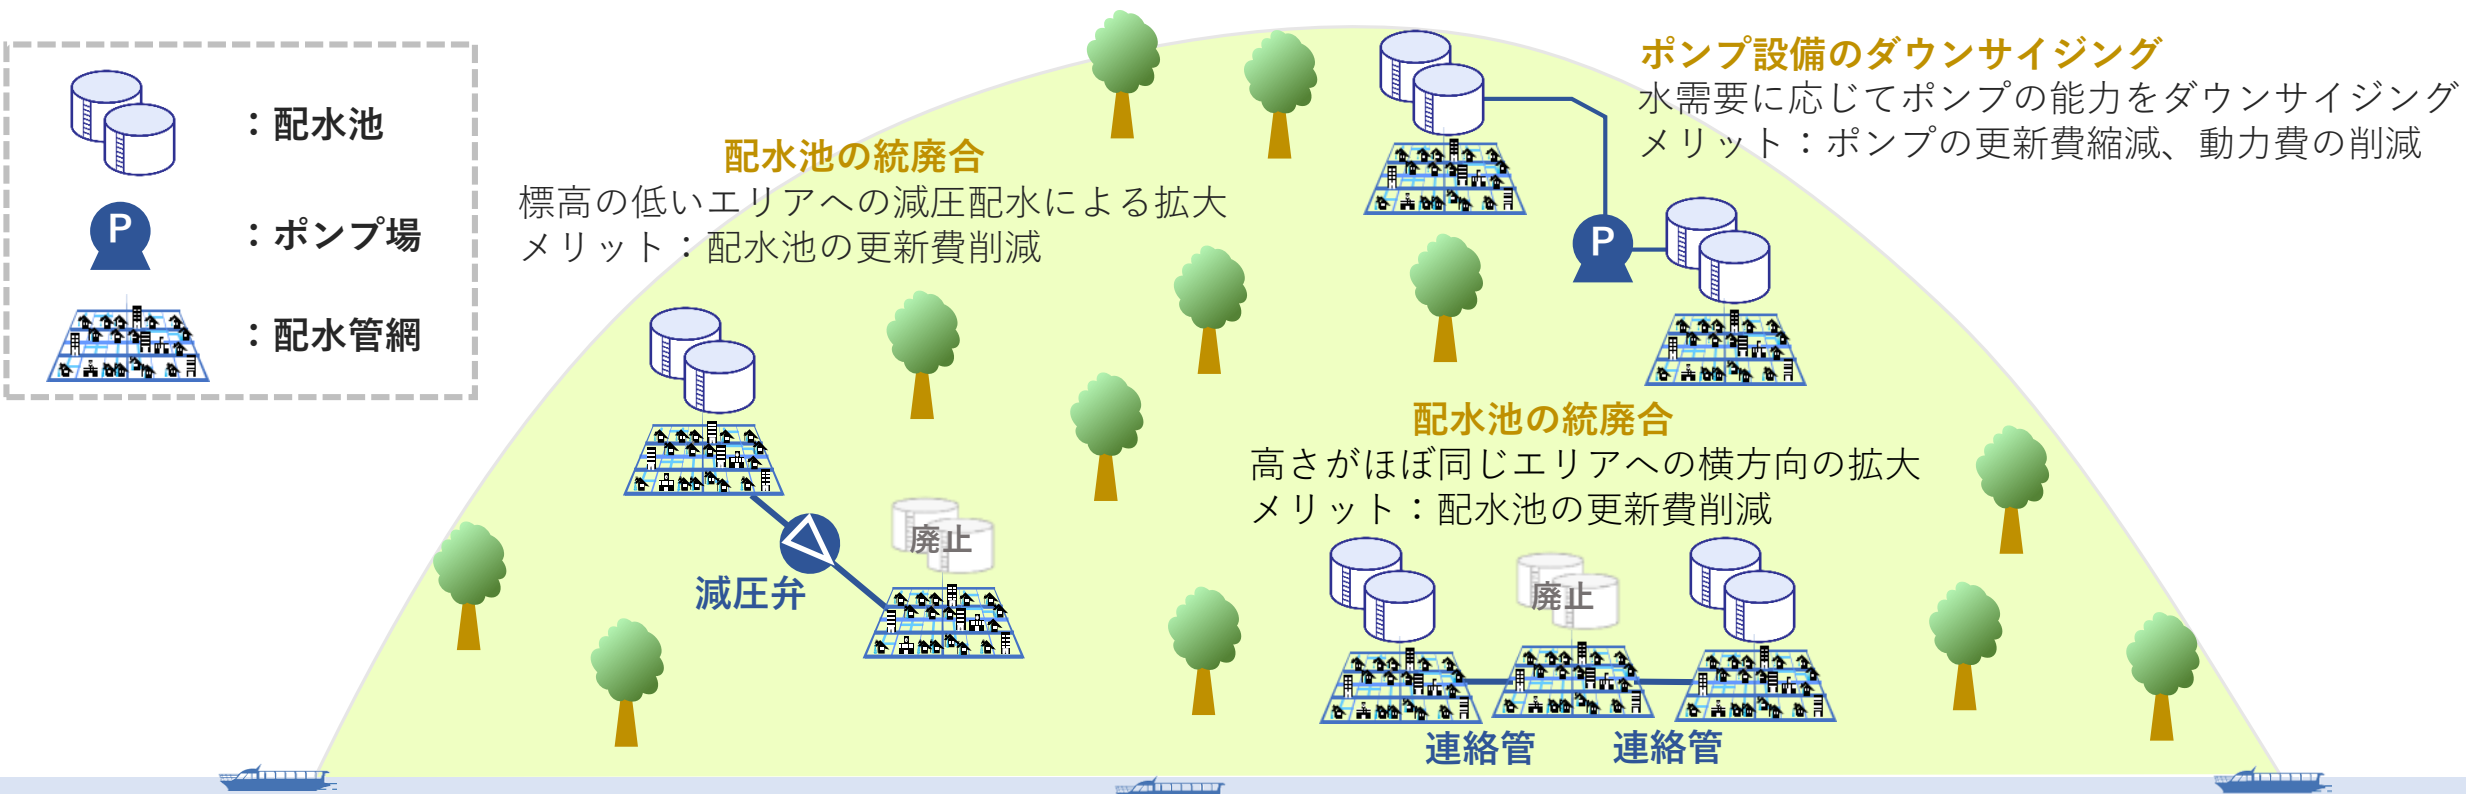 ：配水池
P
：ポンプ場
：配水管網
配水池の統廃合
標高の低いエリアへの減圧配水による拡大
メリット：配水池の更新費削減
ポンプ設備のダウンサイジング
水需要に応じてポンプの能力をダウンサイジング
メリット：ポンプの更新費縮減、動力費の削減
P
減圧弁
廃止
配水池の統廃合
高さがほぼ同じエリアへの横方向の拡大
メリット：配水池の更新費削減
廃止
連絡管
連絡管